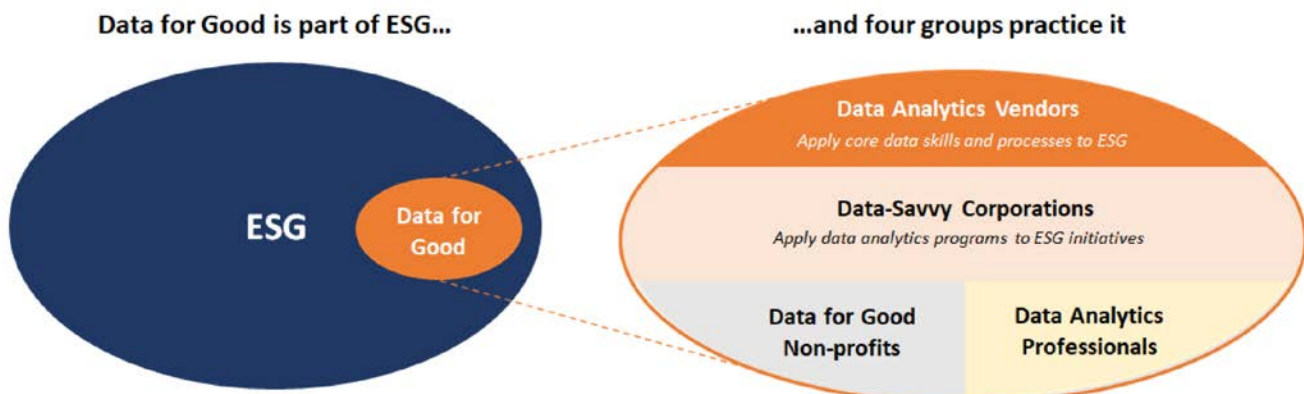 Data for Good is part of ESG...
...and four groups practice it
ESG
Data for
Good
Data Analytics Vendors
Apply core data skills and processes to ESG
Data-Savvy Corporations
Apply data analytics programs to ESG initiatives
Data for Good
Non-profits
Data Analytics
Professionals